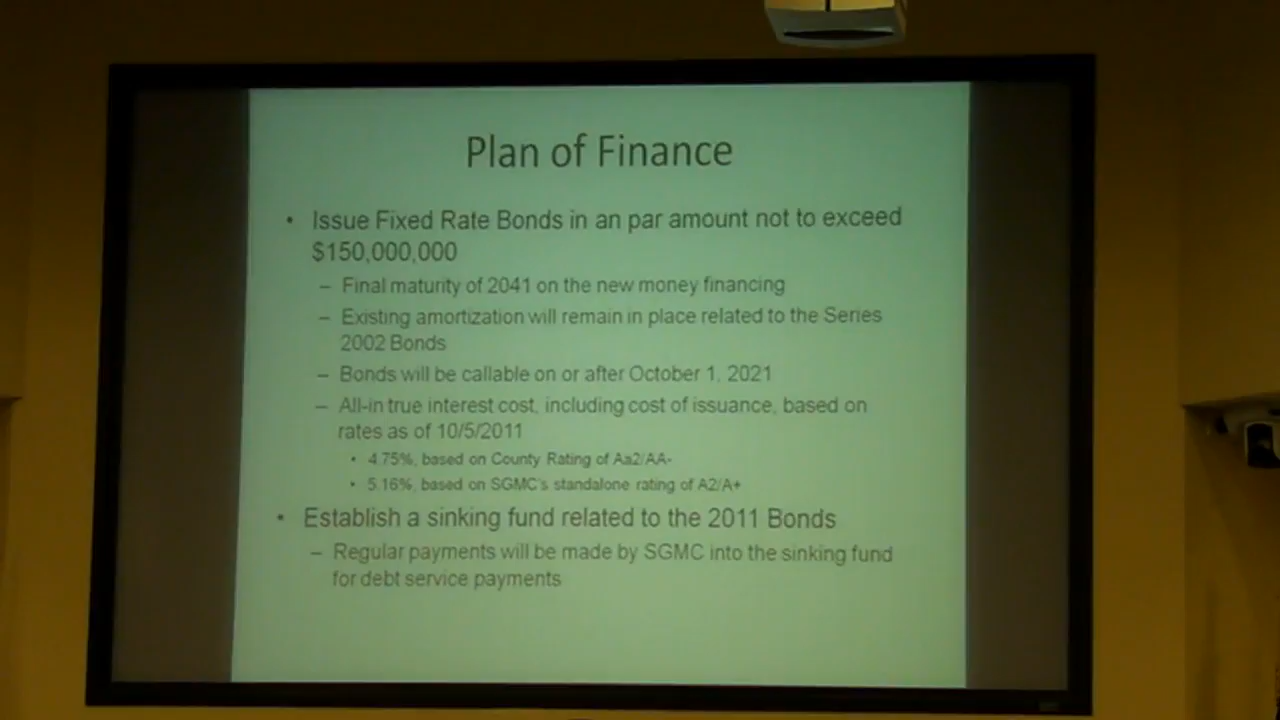 Plan of Finance
• Issue Fixed Rate Bonds in an par amount not to exceed
$150,000,000
– Final maturity of 2041 on the new money financing
– Existing amortization will remain in place related to the Series
2002 Bonds
– Bonds will be callable on or after October 1, 2021
– All-in true interest cost, including cost of issuance, based on
rates as of 10/5/2011
• 4.75%, based on County Rating of Aa2/AA-
• 5.16%, based on SGMC's standalone rating of A2/A+
• Establish a sinking fund related to the 2011 Bonds
– Regular payments will be made by SGMC into the sinking fund
for debt service payments